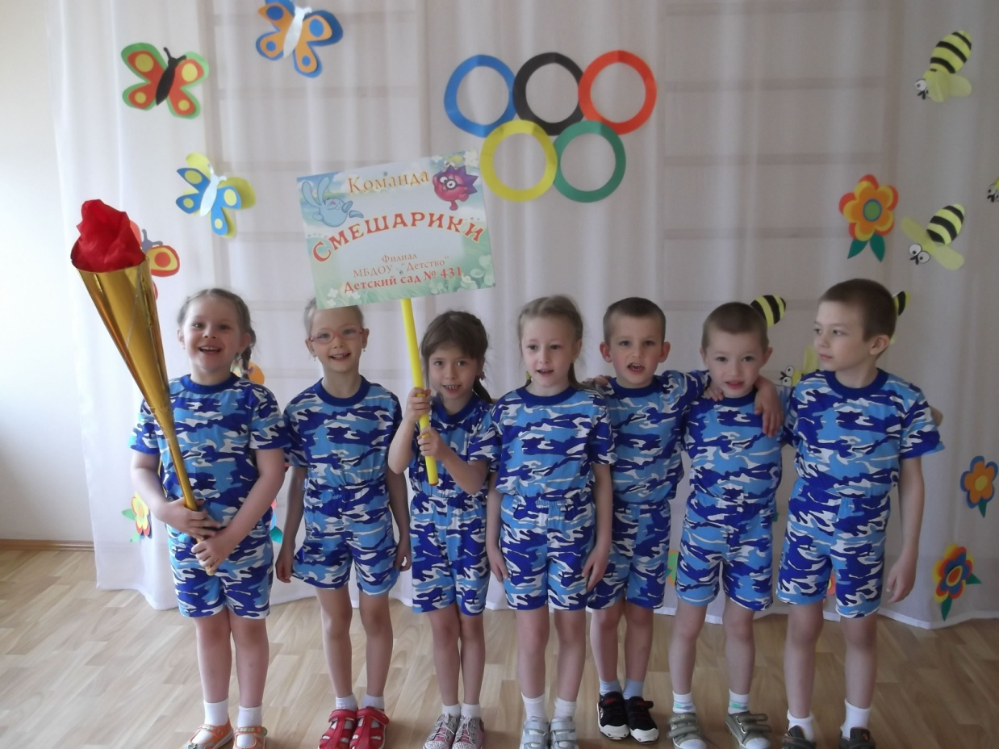 Команда
СМЕШАРИКИ
Филиал
МБДОУ - "Детство"
Детский сад № 431